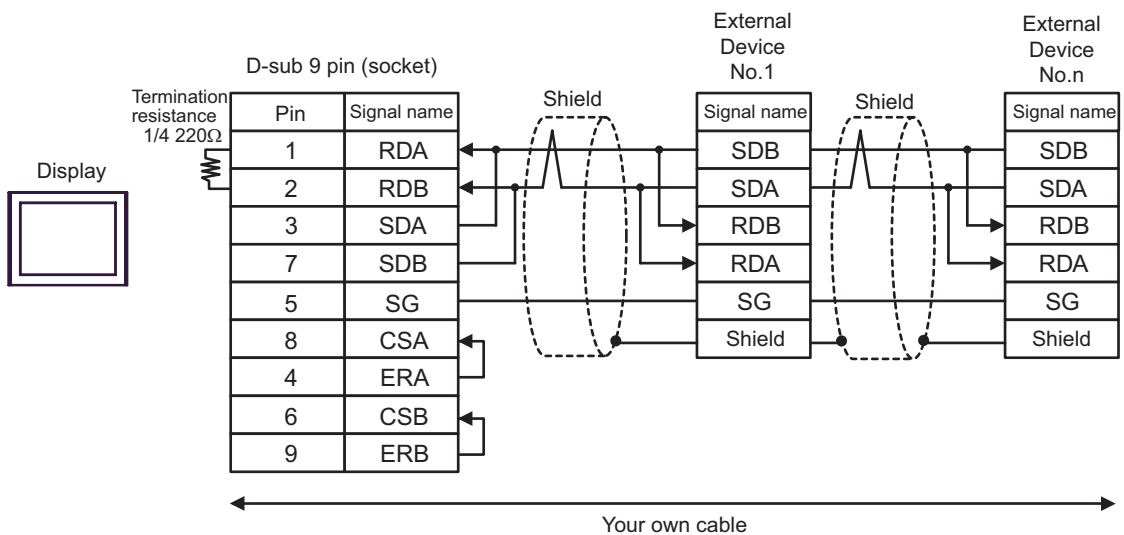 External
Device
No.1
External
Device
No.n
D-sub 9 pin (socket)
Termination
resistance
1/4 220Ω
Display
Shield
Shield
Pin Signal name
1 RDA
2 RDB
3 SDA
7 SDB
5 SG
8 CSA
4 ERA
6 CSB
9 ERB
Signal name
SDB
SDA
RDB
RDA
SG
Shield
Signal name
SDB
SDA
RDB
RDA
SG
Shield
Your own cable